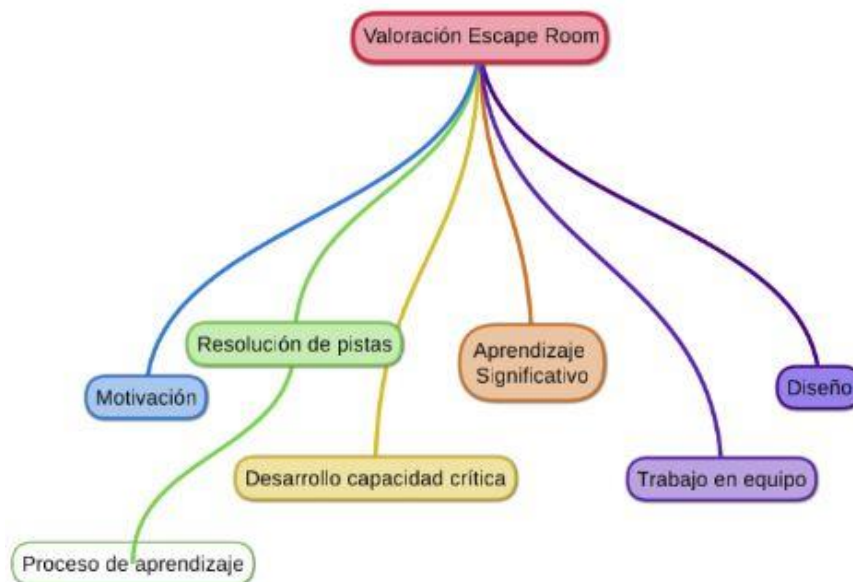 Valoración Escape Room
Resolución de pistas
Aprendizaje
Significativo
Motivación
Diseño
Desarrollo capacidad crítica
Trabajo en equipo
Proceso de aprendizaje